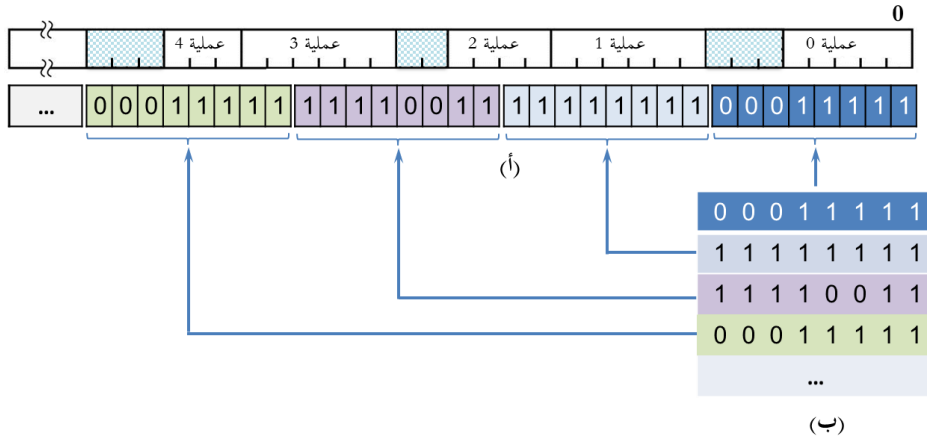 0
عملية 0 عملية 1 عملية 2 عملية 3 عملية 4
... 0 0 0 1 1 1 1 1 1 1 1 1 0 0 1 1 1 1 1 1 1 1 1 1 0 0 0 1 1 1 1 1
(أ)
0 0 0 1 1 1 1 1
1 1 1 1 1 1 1 1
1 1 1 1 0 0 1 1
0 0 0 1 1 1 1 1
...
(ب)